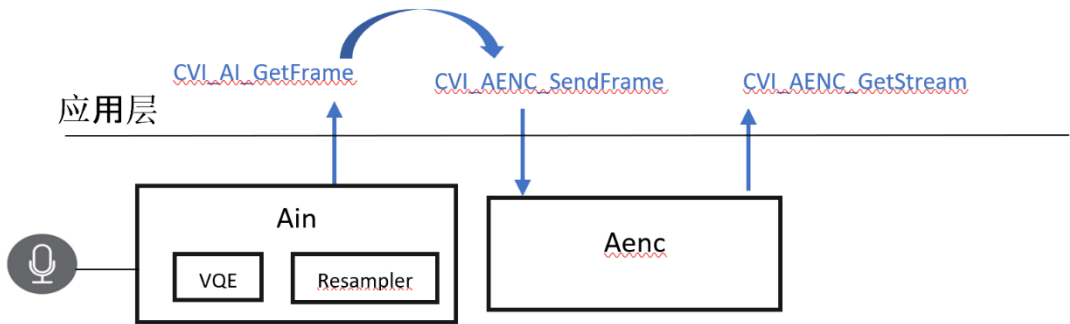 CVI_AI_GetFrame
CVI_AENC_SendFrame
CVI_AENC_GetStream
应用层
Ain
Aenc
VQE
Resampler